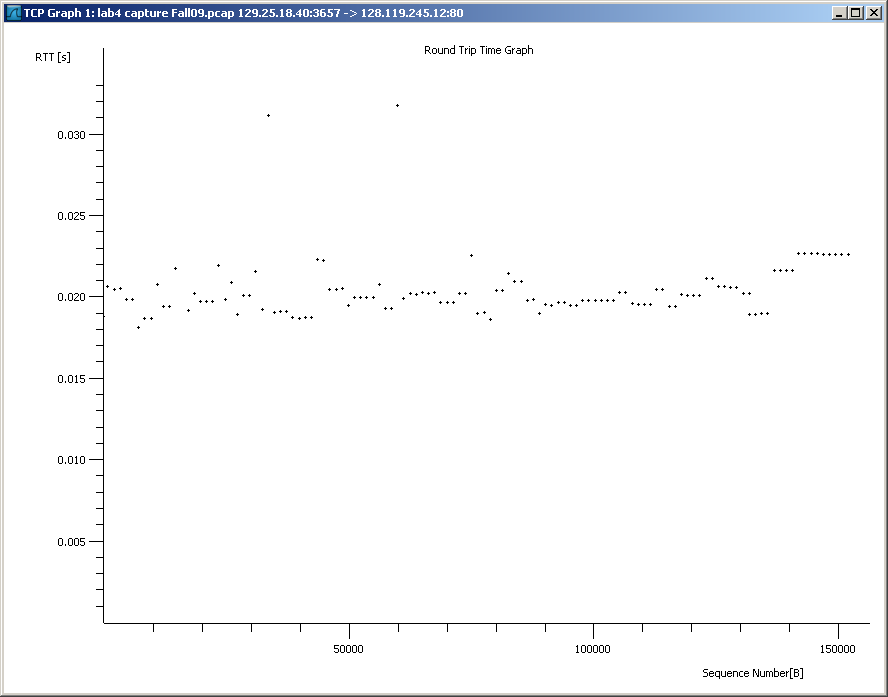 TCP Graph 1: lab4 capture Fall09.pcap 129.25.18.40:3657 -> 128.119.245.12:80
Round Trip Time Graph
RTT [s]
0.030
0.025
0.020
0.015
0.010
0.005
50000
100000
150000
Sequence Number[B]